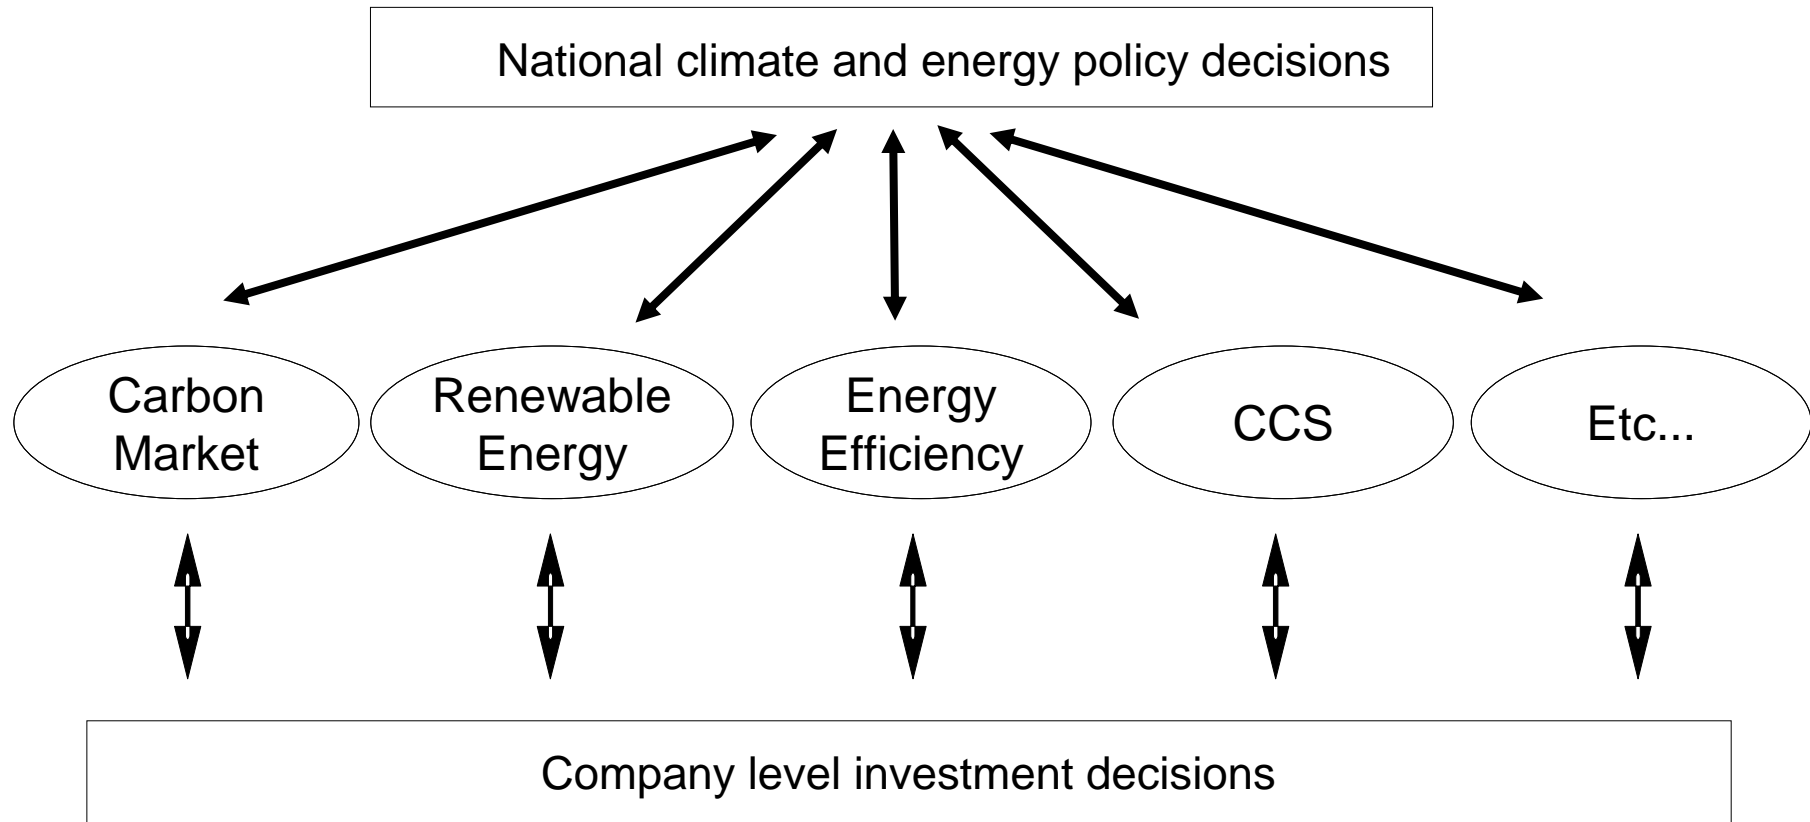 National climate and energy policy decisions
Carbon
Market
Renewable
Energy
Energy
Efficiency
CCS
Etc...
Company level investment decisions